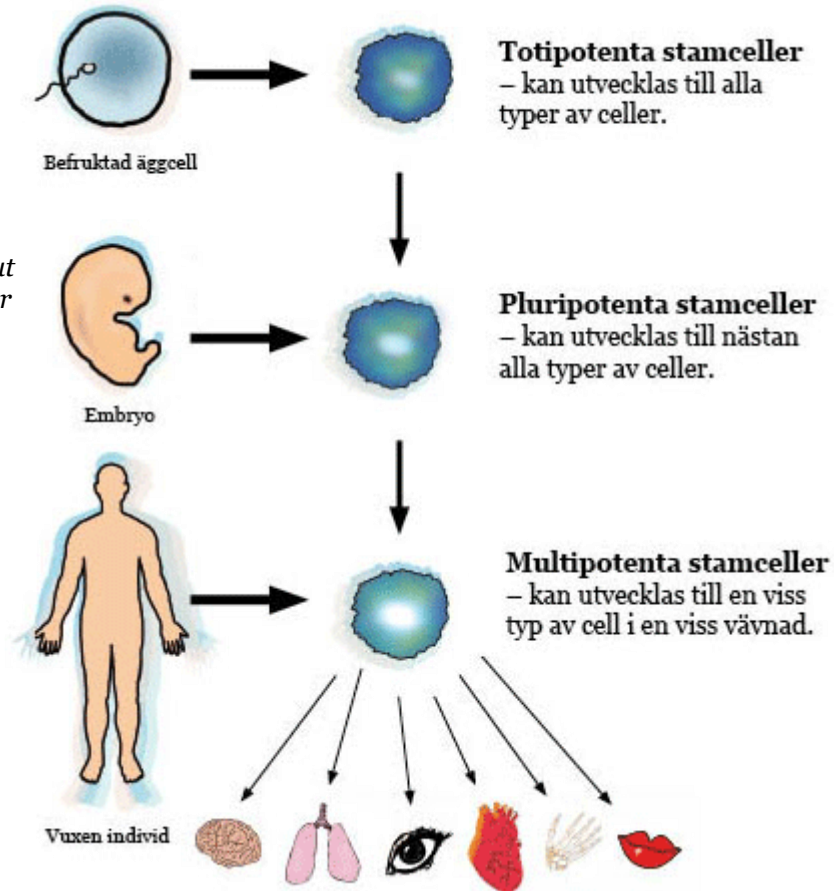 Totipotenta stamceller
– kan utvecklas till alla
typer av celler.
Befruktad äggcell
ut
r
Pluripotenta stamceller
– kan utvecklas till nästan
alla typer av celler.
Embryo
Multipotenta stamceller
– kan utvecklas till en viss
typ av cell i en viss vävnad.
Vuxen individ